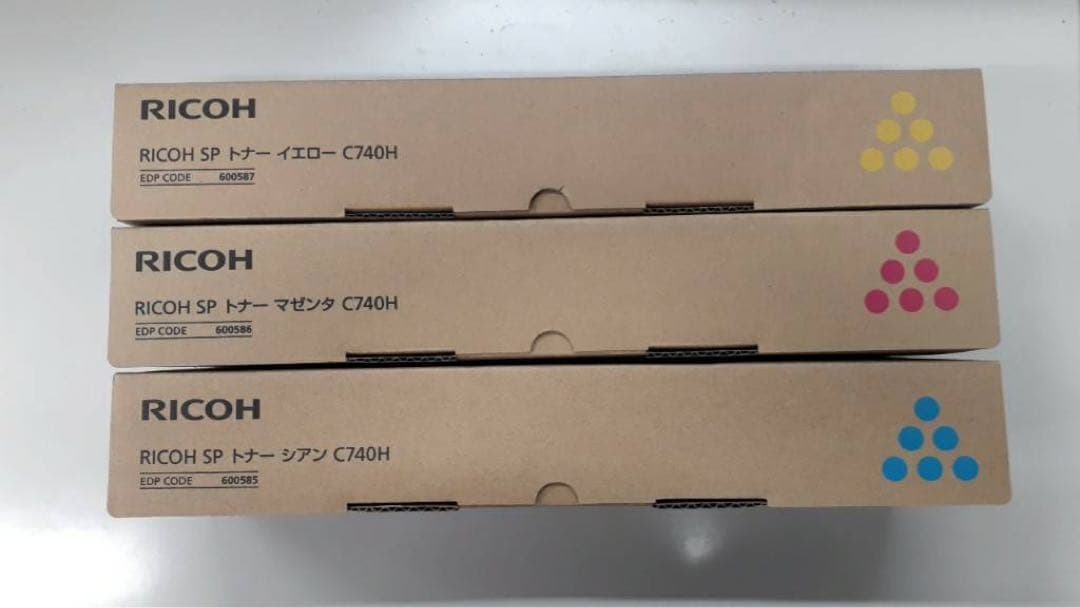 RICOH
RICOH SP トナー イエロー C740H
EDP CODE 600587
RICOH
RICOH SP トナー マゼンタ C740H
EDP CODE 600586
RICOH
RICOH SP トナー シアン C740H
EDP CODE 600585